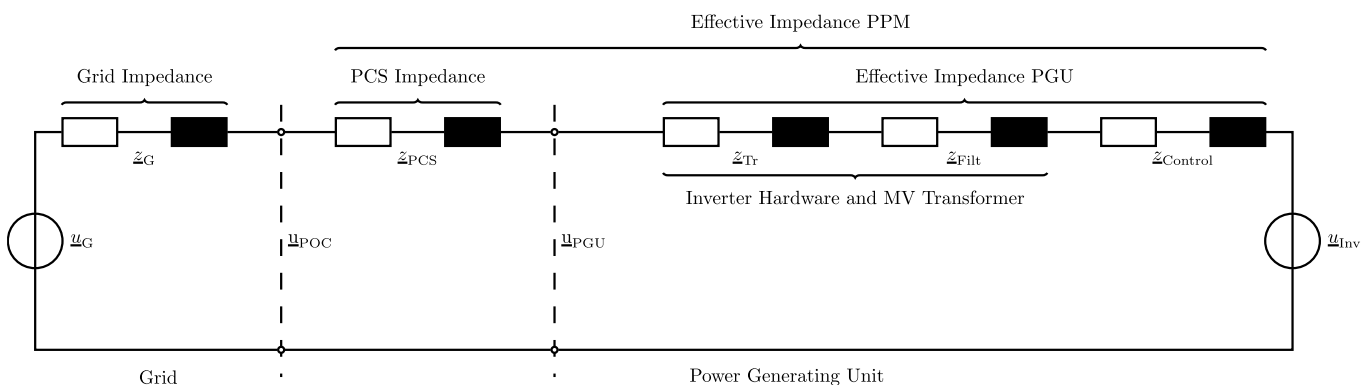 Effective Impedance PPM
Grid Impedance
PCS Impedance
Effective Impedance PGU
z_G
z_PCS
z_Tr
z_Filt
z_Control
Inverter Hardware and MV Transformer
u_G
u_POC
u_PGU
u_Inv
Grid
Power Generating Unit